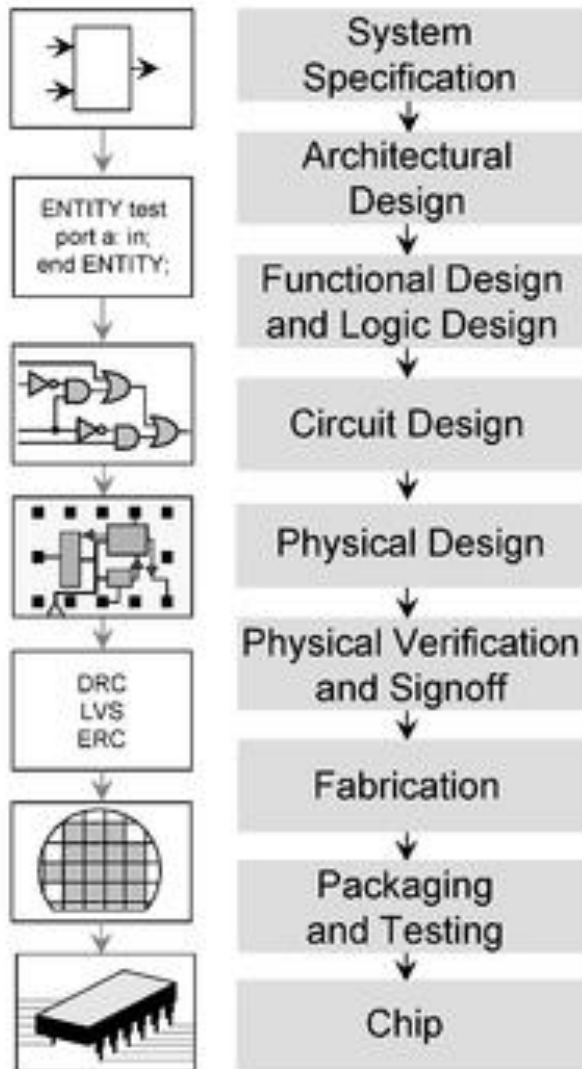 System
Specification
Architectural
Design
ENTITY test
port a: in;
end ENTITY;
Functional Design
and Logic Design
Circuit Design
Physical Design
Physical Verification
and Signoff
DRC
LVS
ERC
Fabrication
Packaging
and Testing
Chip